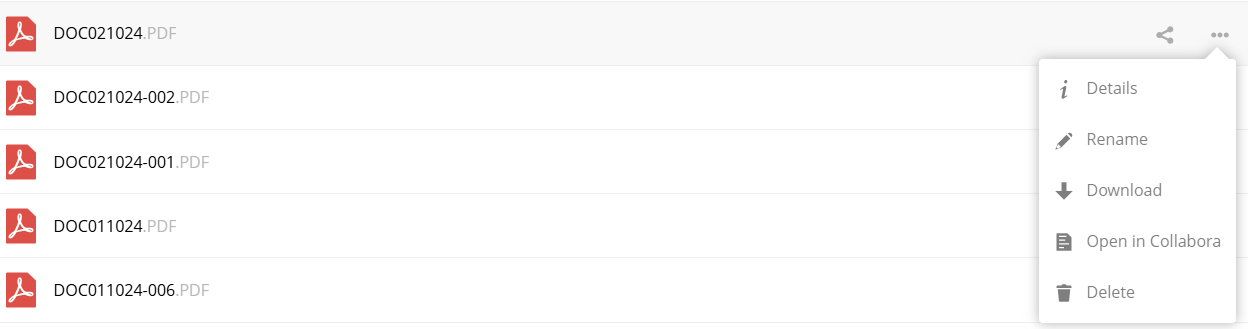 DOC021024.PDF
DOC021024-002.PDF
DOC021024-001.PDF
DOC011024.PDF
DOC011024-006.PDF
Details
Rename
Download
Open in Collabora
Delete